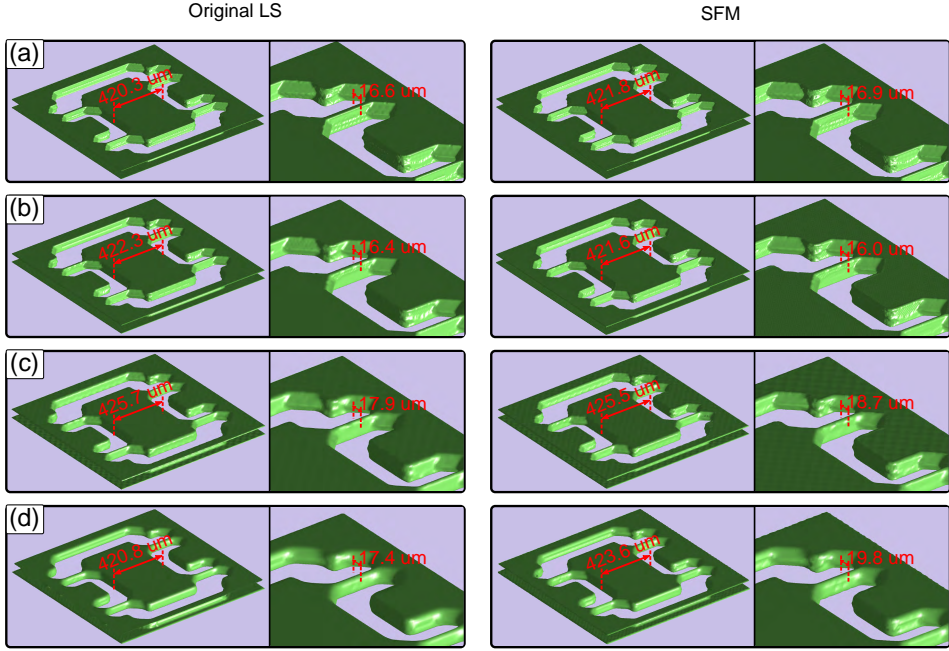 Original LS SFM
(a) 420.3 um 16.6 um 421.8 um 16.9 um
(b) 422.3 um 16.4 um 421.6 um 16.0 um
(c) 425.7 um 17.9 um 425.5 um 18.7 um
(d) 420.8 um 17.4 um 423.6 um 19.8 um